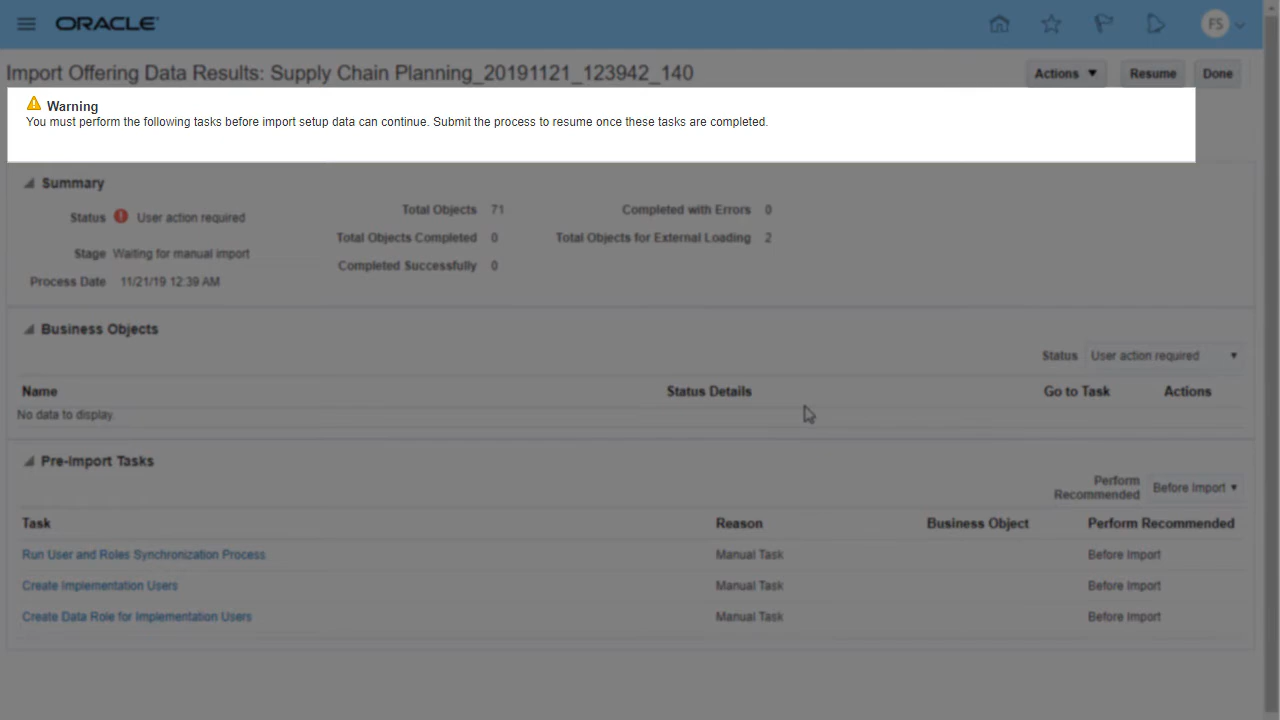 ORACLE
FS
Import Offering Data Results: Supply Chain Planning_20191121_123942_140
Actions Resume Done
Warning
You must perform the following tasks before import setup data can continue. Submit the process to resume once these tasks are completed.
Summary
Status User action required
Total Objects 71
Completed with Errors 0
Stage Waiting for manual import
Total Objects Completed 0
Total Objects for External Loading 2
Process Date 11/21/19 12:39 AM
Completed Successfully 0
Business Objects
Status User action required
Name Status Details Go to Task Actions
No data to display.
Pre-Import Tasks
Perform Recommended Before Import
Task Reason Business Object Perform Recommended
Run User and Roles Synchronization Process Manual Task Before Import
Create Implementation Users Manual Task Before Import
Create Data Role for Implementation Users Manual Task Before Import